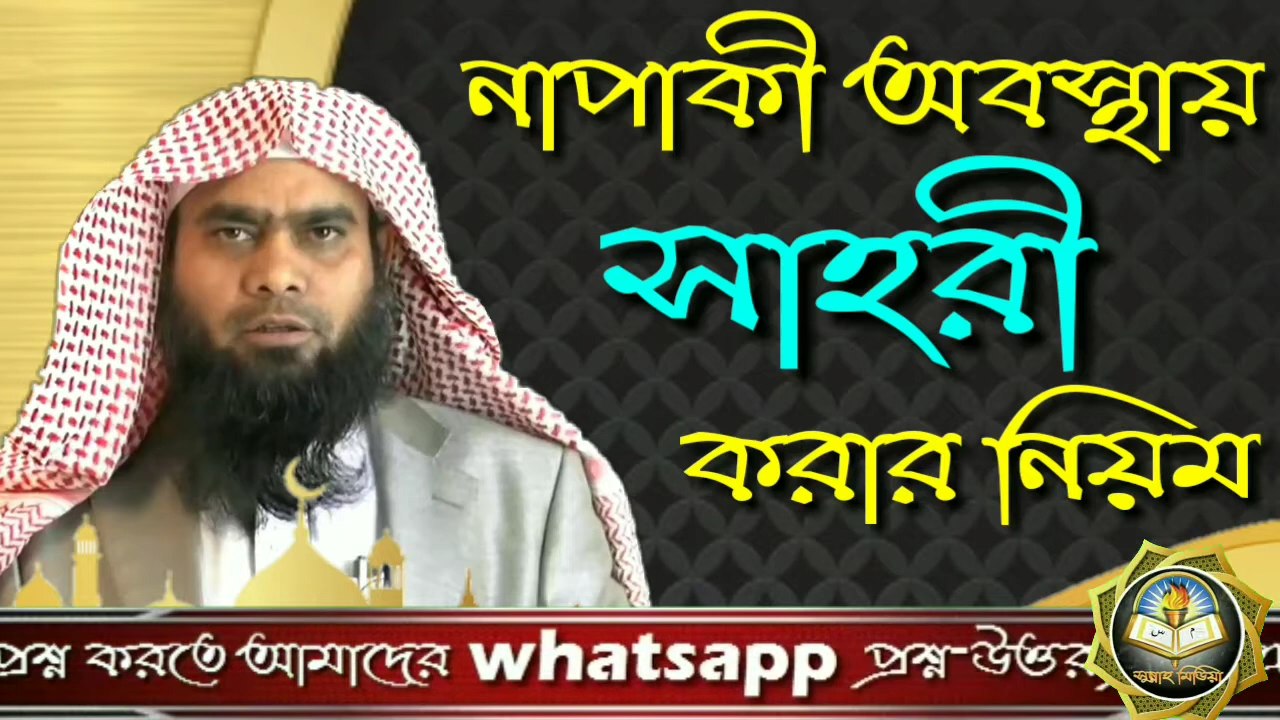 নাপাকী অবস্থায়
সাহরী
করার নিয়ম
প্রশ্ন করতে আমাদের whatsapp প্রশ্ন-উত্তর
س م
সুন্নাহ মিডিয়া